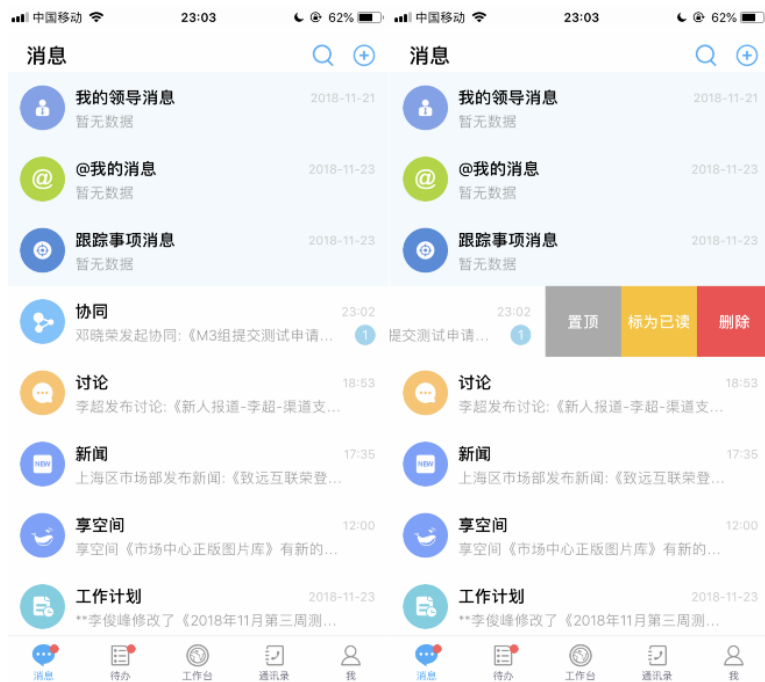 中国移动 23:03 62%
消息
我的领导消息 2018-11-21
暂无数据
@我的消息 2018-11-23
暂无数据
跟踪事项消息 2018-11-23
暂无数据
协同 23:02
邓晓荣发起协同:《M3组提交测试申请... 1
讨论 18:53
李超发布讨论:《新人报道-李超-渠道支...
NEW 新闻 17:35
上海区市场部发布新闻:《致远互联荣登...
享空间 12:00
享空间《市场中心正版图片库》有新的...
工作计划 2018-11-23
**李俊峰修改了《2018年11月第三周测...
消息 待办 工作台 通讯录 我
中国移动 23:03 62%
消息
我的领导消息 2018-11-21
暂无数据
@我的消息 2018-11-23
暂无数据
跟踪事项消息 2018-11-23
暂无数据
23:02
提交测试申请... 1
置顶 标为已读 删除
讨论 18:53
李超发布讨论:《新人报道-李超-渠道支...
NEW 新闻 17:35
上海区市场部发布新闻:《致远互联荣登...
享空间 12:00
享空间《市场中心正版图片库》有新的...
工作计划 2018-11-23
**李俊峰修改了《2018年11月第三周测...
消息 待办 工作台 通讯录 我